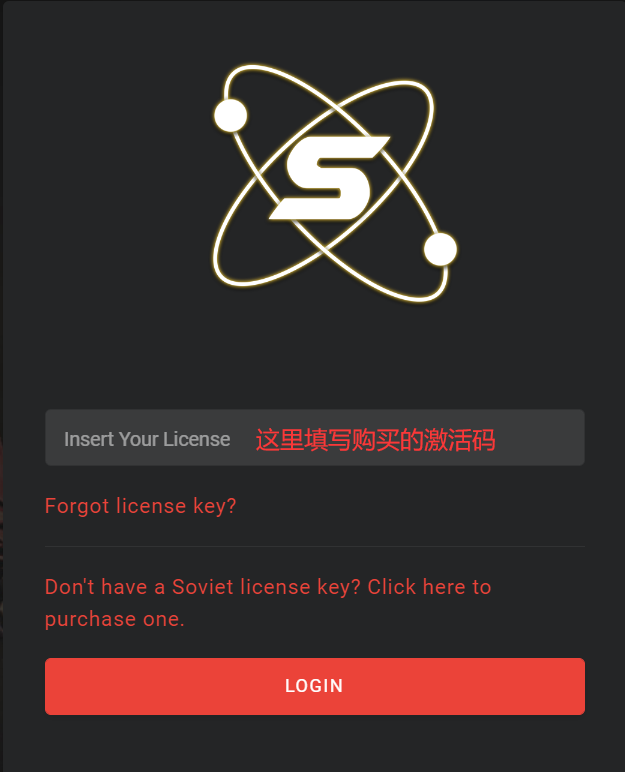 S
Insert Your License 这里填写购买的激活码
Forgot license key?
Don't have a Soviet license key? Click here to
purchase one.
LOGIN